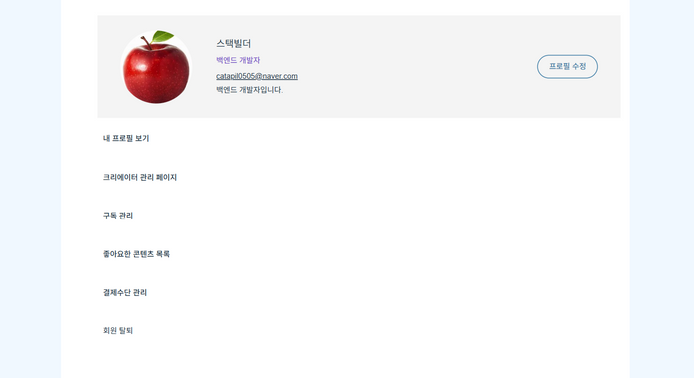 스택빌더
백엔드 개발자
catapil0505@naver.com
백엔드 개발자입니다.
프로필 수정
내 프로필 보기
크리에이터 관리 페이지
구독 관리
좋아요한 콘텐츠 목록
결제수단 관리
회원 탈퇴